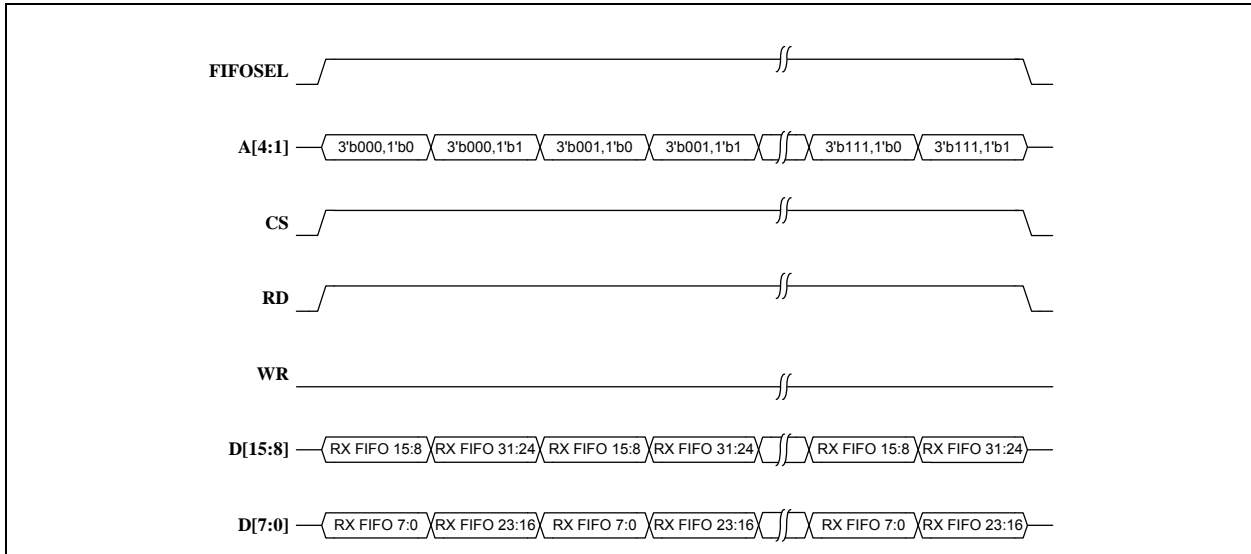 FIFOSEL
A[4:1] 3'b000,1'b0 3'b000,1'b1 3'b001,1'b0 3'b001,1'b1 3'b111,1'b0 3'b111,1'b1
CS
RD
WR
D[15:8] RX FIFO 15:8 RX FIFO 31:24 RX FIFO 15:8 RX FIFO 31:24 RX FIFO 15:8 RX FIFO 31:24
D[7:0] RX FIFO 7:0 RX FIFO 23:16 RX FIFO 7:0 RX FIFO 23:16 RX FIFO 7:0 RX FIFO 23:16